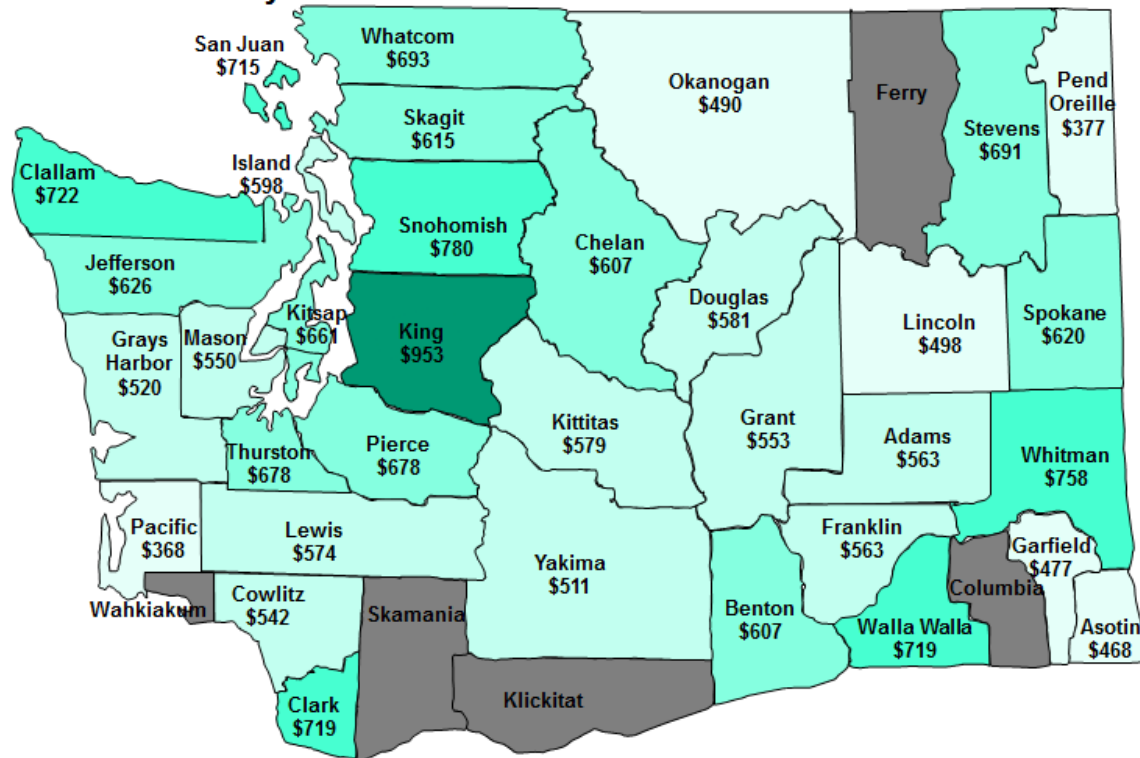 Whatcom
$693
San Juan
$715
Okanogan
$490
Ferry
Pend
Oreille
$377
Skagit
$615
Stevens
$691
Island
$598
Clallam
$722
Snohomish
$780
Chelan
$607
Jefferson
$626
Douglas
$581
Kitsap
$661
King
$953
Lincoln
$498
Spokane
$620
Grays
Harbor
$520
Mason
$550
Kittitas
$579
Grant
$553
Adams
$563
Thurston
$678
Pierce
$678
Whitman
$758
Pacific
$368
Lewis
$574
Yakima
$511
Franklin
$563
Garfield
$477
Columbia
Wahkiakum
Cowlitz
$542
Skamania
Benton
$607
Walla Walla
$719
Asotin
$468
Clark
$719
Klickitat